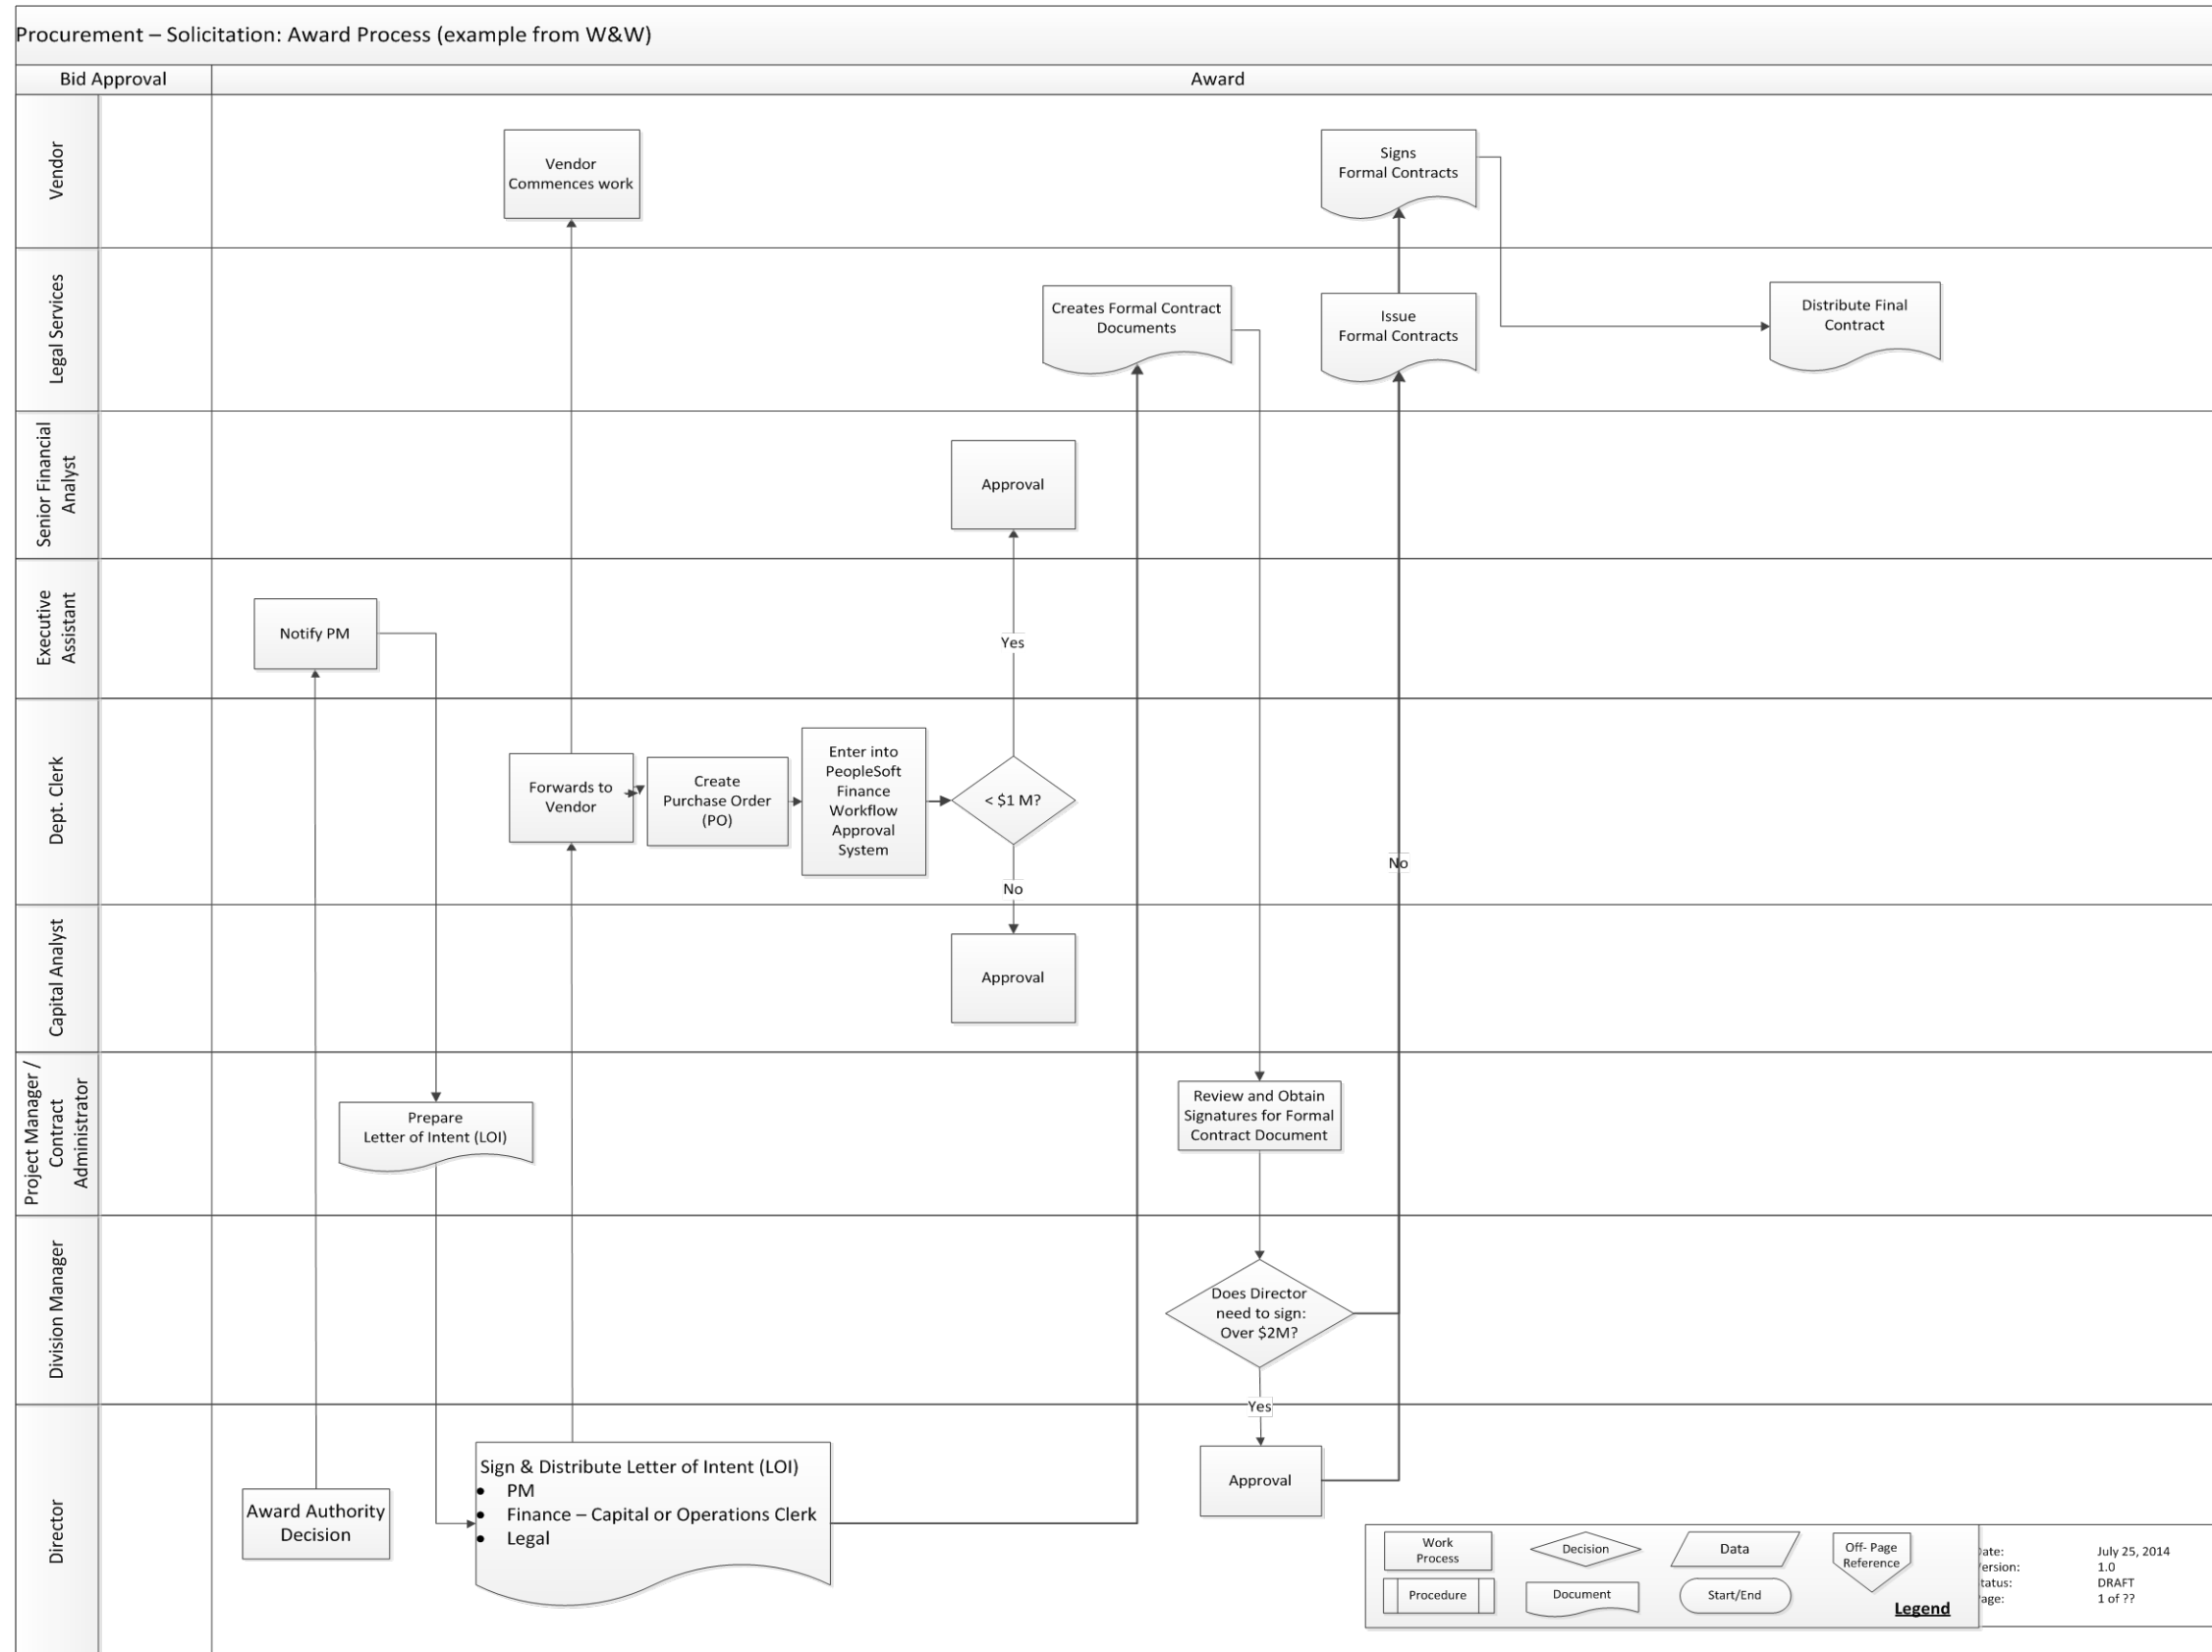 Procurement – Solicitation: Award Process (example from W&W)
Bid Approval
Award
Vendor
Vendor
Commences work
Signs
Formal Contracts
Legal Services
Creates Formal Contract
Documents
Issue
Formal Contracts
Distribute Final
Contract
Senior Financial
Analyst
Approval
Executive
Assistant
Notify PM
Yes
Dept. Clerk
Forwards to
Vendor
Create
Purchase Order
(PO)
Enter into
PeopleSoft
Finance
Workflow
Approval
System
< $1 M?
No
No
Capital Analyst
Approval
Project Manager /
Contract
Administrator
Prepare
Letter of Intent (LOI)
Review and Obtain
Signatures for Formal
Contract Document
Division Manager
Does Director
need to sign:
Over $2M?
Yes
Director
Award Authority
Decision
Sign & Distribute Letter of Intent (LOI)
• PM
• Finance – Capital or Operations Clerk
• Legal
Approval
Work
Process
Decision
Data
Off- Page
Reference
Procedure
Document
Start/End
Legend
ate: July 25, 2014
ersion: 1.0
tatus: DRAFT
age: 1 of ??